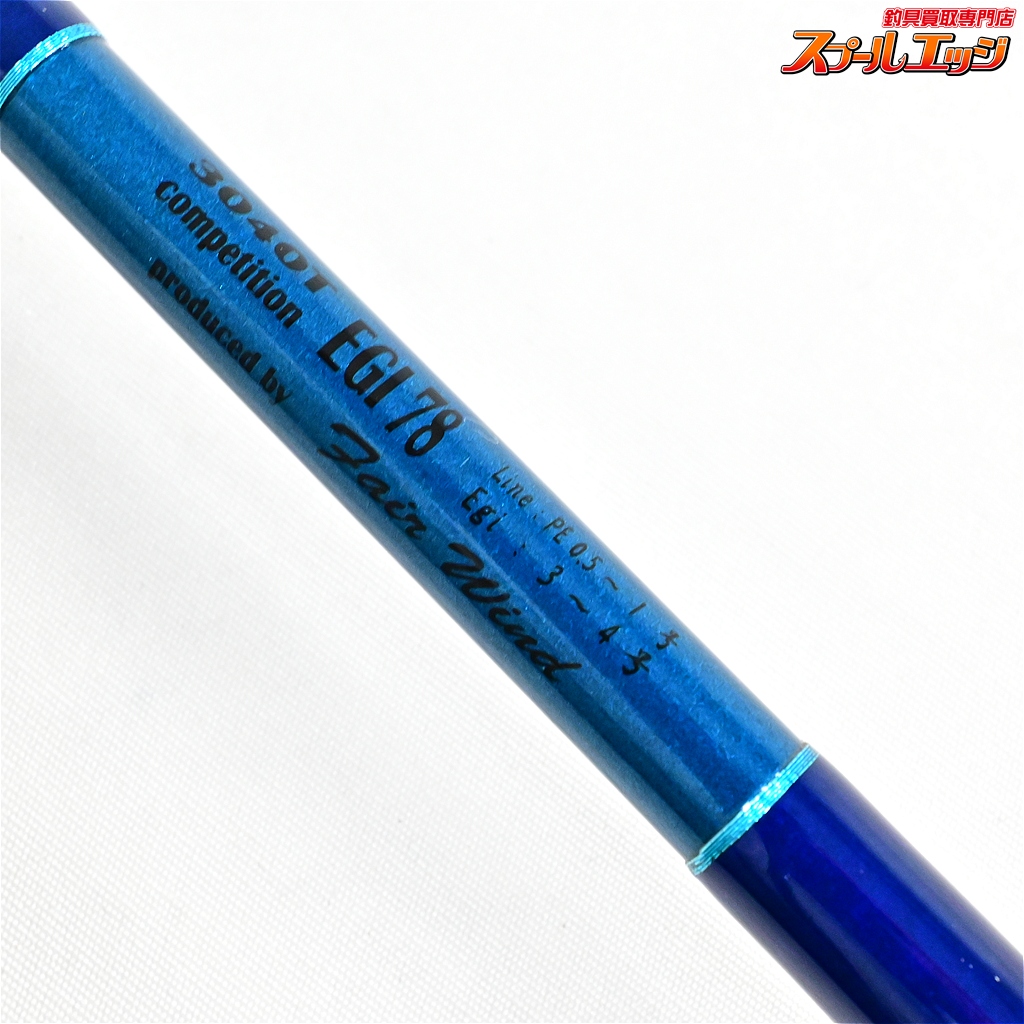 釣具買取専門店
スプールエッジ
3040T
competition EGI 78
produced by Fair Wind
Line : PE 0.5～1号
Egi : 3～4号